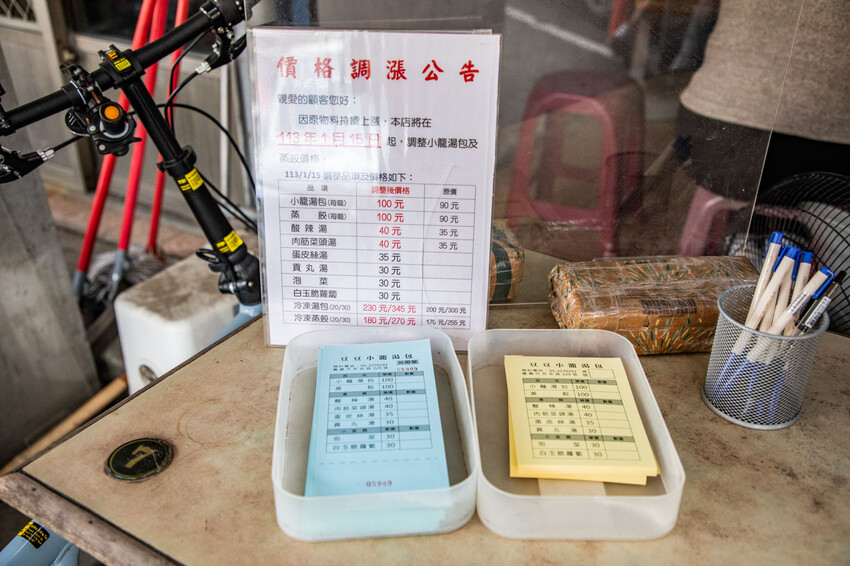 價格調漲公告
親愛的顧客您好:
因原物料持續上漲,本店將在
113年1月15日 起,調整小籠湯包及
蒸餃價格,
113/1/15 調整品項及價格如下:
品項 調整後價格 原價
小籠湯包(每籠) 100元 90元
蒸餃(每籠) 100元 90元
酸辣湯 40元 35元
肉筋菜頭湯 40元 35元
蛋皮絲湯 35元
貢丸湯 30元
泡菜 30元
白玉脆蘿蔔 30元
冷凍湯包(20/30) 230元/345元 200元/300元
冷凍蒸餃(20/30) 180元/270元 170元/255元
豆豆小籠湯包
05989
小籠湯包 100
蒸餃 100
酸辣湯 40
肉筋菜頭湯 40
蛋皮絲湯 35
貢丸湯 30
泡菜 30
白玉脆蘿蔔 30
05989
豆豆小籠湯包
小籠湯包 100
蒸餃 100
酸辣湯 40
肉筋菜頭湯 40
蛋皮絲湯 35
貢丸湯 30
泡菜 30
白玉脆蘿蔔 30
7